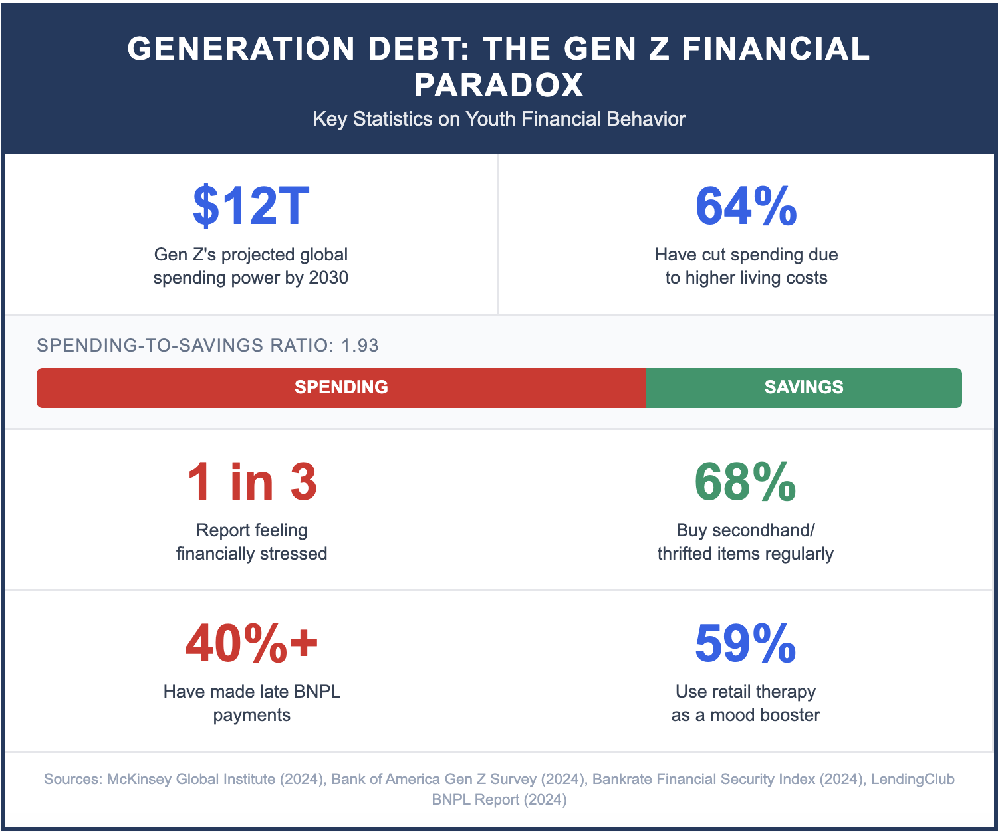 GENERATION DEBT: THE GEN Z FINANCIAL
PARADOX
Key Statistics on Youth Financial Behavior
$12T
Gen Z's projected global
spending power by 2030
64%
Have cut spending due
to higher living costs
SPENDING-TO-SAVINGS RATIO: 1.93
SPENDING
SAVINGS
1 in 3
Report feeling
financially stressed
68%
Buy secondhand/
thrifted items regularly
40%+
Have made late BNPL
payments
59%
Use retail therapy
as a mood booster
Sources: McKinsey Global Institute (2024), Bank of America Gen Z Survey (2024), Bankrate Financial Security Index (2024), LendingClub
BNPL Report (2024)